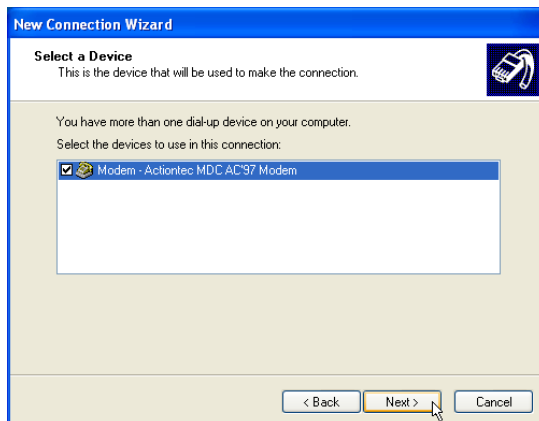 New Connection Wizard
Select a Device
This is the device that will be used to make the connection.
You have more than one dial-up device on your computer.
Select the devices to use in this connection:
Modem - Actiontec MDC AC'97 Modem
< Back Next > Cancel